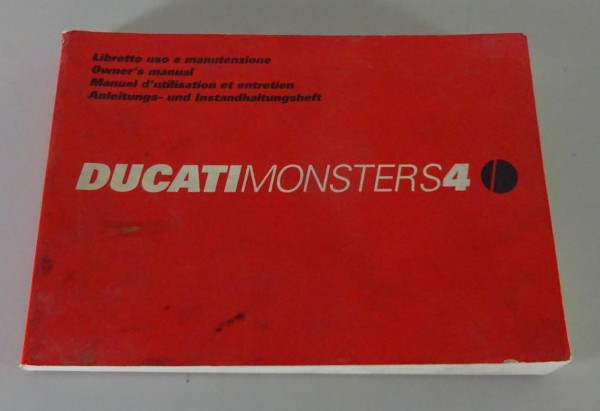 Libretto uso e manutenzione
Owner's manual
Manuel d'utilisation et entretien
Anleitungs- und Instandhaltungsheft
DUCATIMONSTERS4